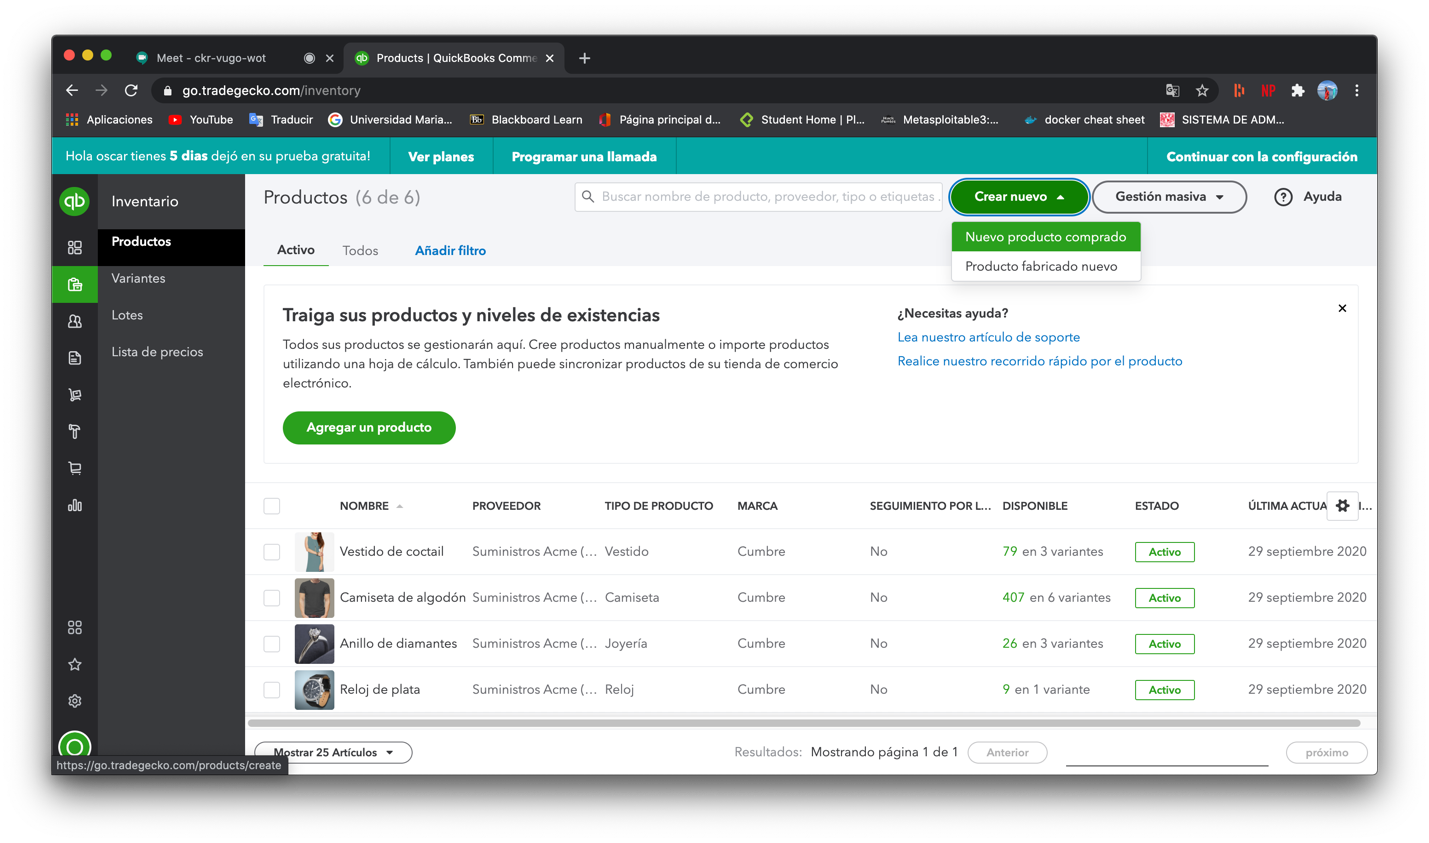 Meet - ckr-vugo-wot
Products | QuickBooks Comme
go.tradegecko.com/inventory
Aplicaciones
YouTube
Traducir
Universidad Maria...
Blackboard Learn
Página principal d...
Student Home | Pl...
Metasploitable3:...
docker cheat sheet
SISTEMA DE ADM...
NP
Hola oscar tienes 5 dias dejó en su prueba gratuita!
Ver planes
Programar una llamada
Continuar con la configuración
qb
Inventario
Productos
Variantes
Lotes
Lista de precios
Productos (6 de 6)
Buscar nombre de producto, proveedor, tipo o etiquetas .
Crear nuevo
Gestión masiva
Ayuda
Nuevo producto comprado
Producto fabricado nuevo
Activo
Todos
Añadir filtro
Traiga sus productos y niveles de existencias
Todos sus productos se gestionarán aquí. Cree productos manualmente o importe productos
utilizando una hoja de cálculo. También puede sincronizar productos de su tienda de comercio
electrónico.
Agregar un producto
¿Necesitas ayuda?
Lea nuestro artículo de soporte
Realice nuestro recorrido rápido por el producto
NOMBRE PROVEEDOR TIPO DE PRODUCTO MARCA SEGUIMIENTO POR L... DISPONIBLE ESTADO ÚLTIMA ACTUA I...
Vestido de coctail Suministros Acme (... Vestido Cumbre No 79 en 3 variantes Activo 29 septiembre 2020
Camiseta de algodón Suministros Acme (... Camiseta Cumbre No 407 en 6 variantes Activo 29 septiembre 2020
Anillo de diamantes Suministros Acme (... Joyería Cumbre No 26 en 3 variantes Activo 29 septiembre 2020
Reloj de plata Suministros Acme (... Reloj Cumbre No 9 en 1 variante Activo 29 septiembre 2020
Mostrar 25 Artículos
Resultados: Mostrando página 1 de 1
Anterior
próximo
https://go.tradegecko.com/products/create